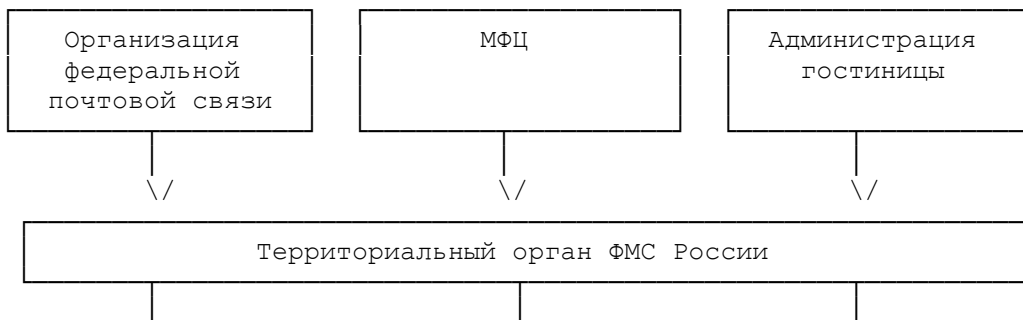 Организация
федеральной
почтовой связи
МФЦ
Администрация
гостиницы
Территориальный орган ФМС России